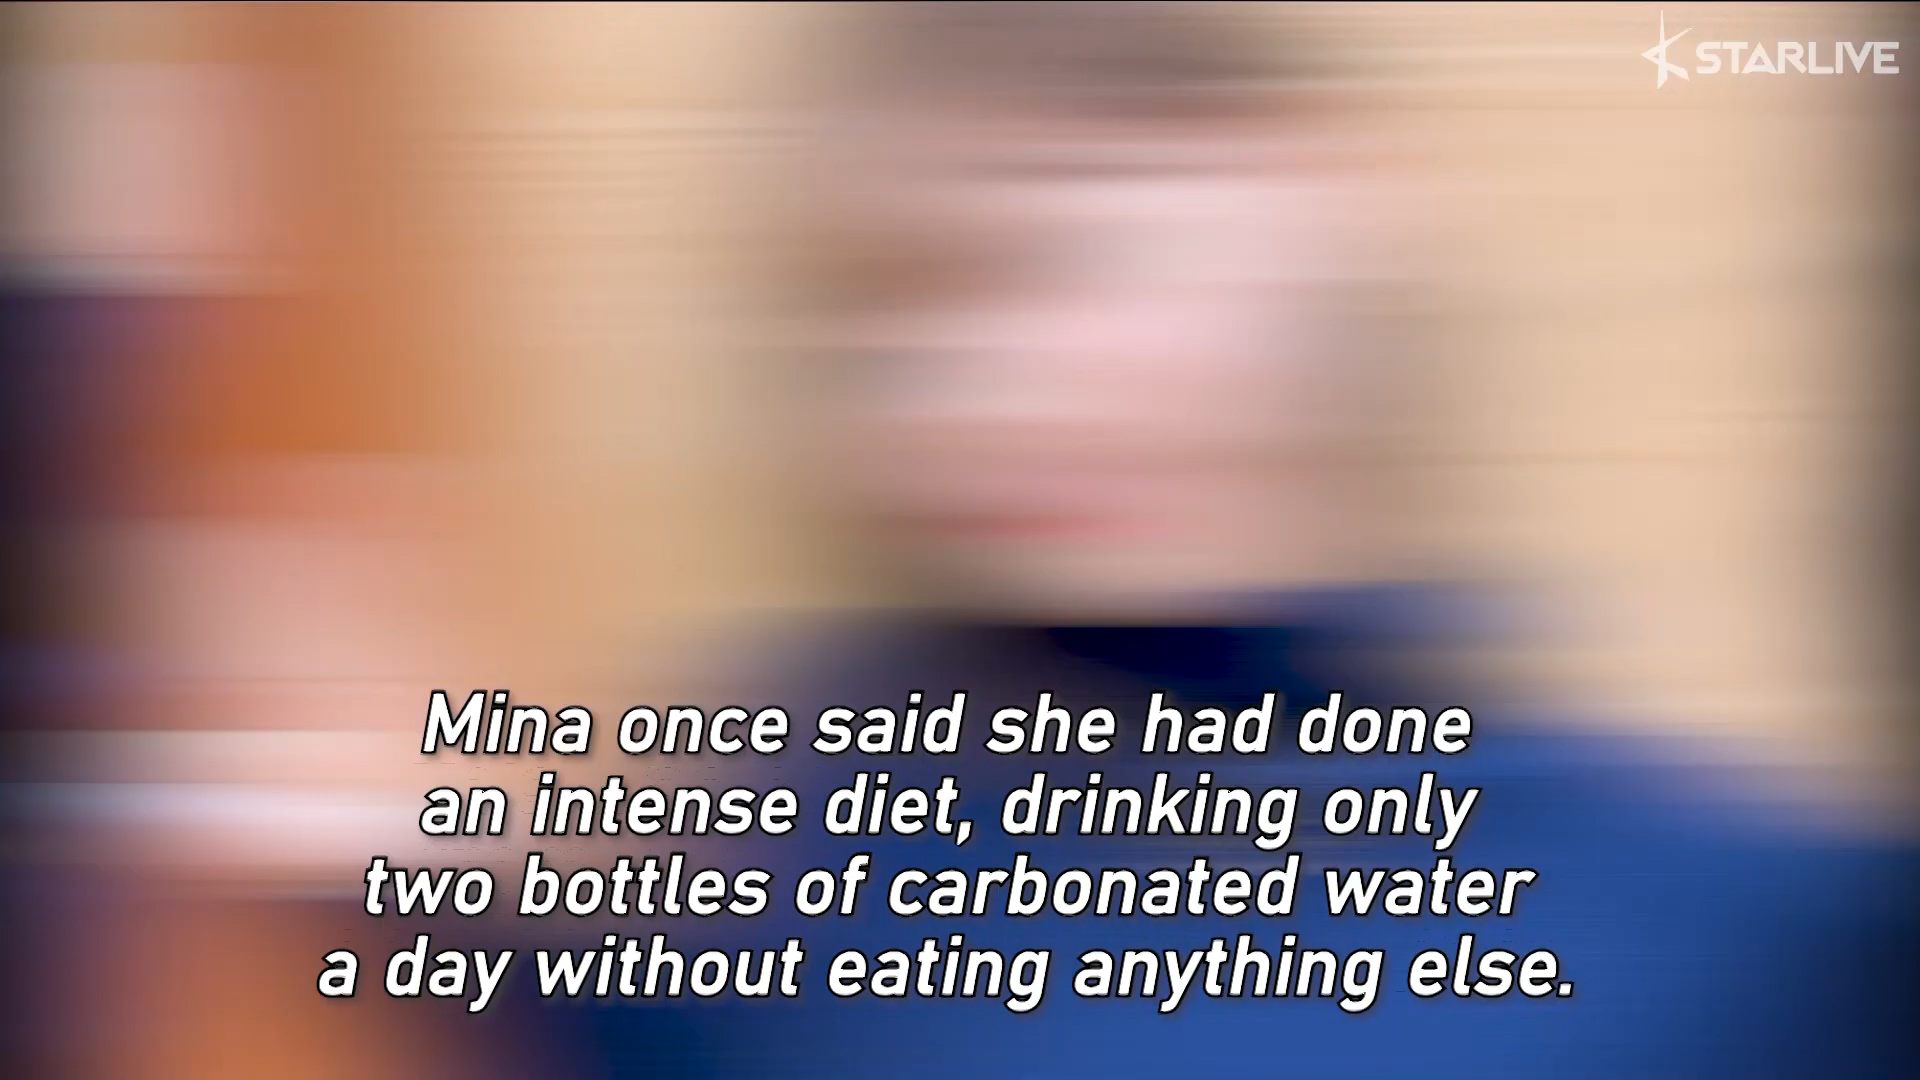 STARLIVE
Mina once said she had done
an intense diet, drinking only
two bottles of carbonated water
a day without eating anything else.